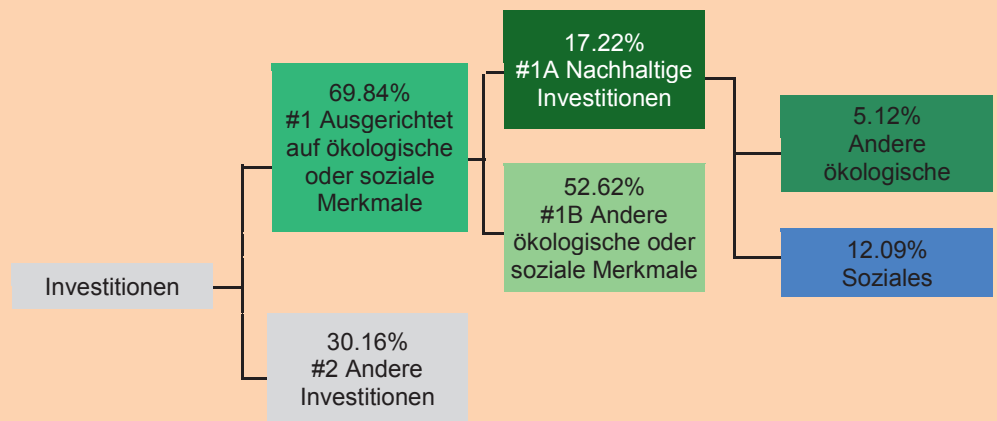 Investitionen
69.84%
#1 Ausgerichtet
auf ökologische
oder soziale
Merkmale
30.16%
#2 Andere
Investitionen
17.22%
#1A Nachhaltige
Investitionen
52.62%
#1B Andere
ökologische oder
soziale Merkmale
5.12%
Andere
ökologische
12.09%
Soziales